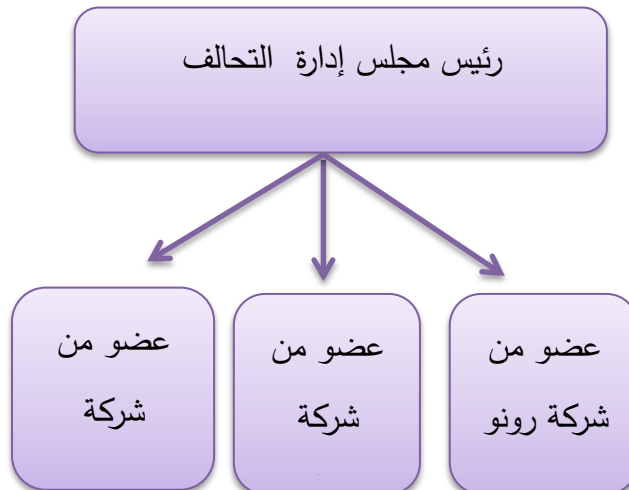 رئيس مجلس إدارة التحالف
عضو من
شركة رونو
عضو من
شركة
عضو من
شركة